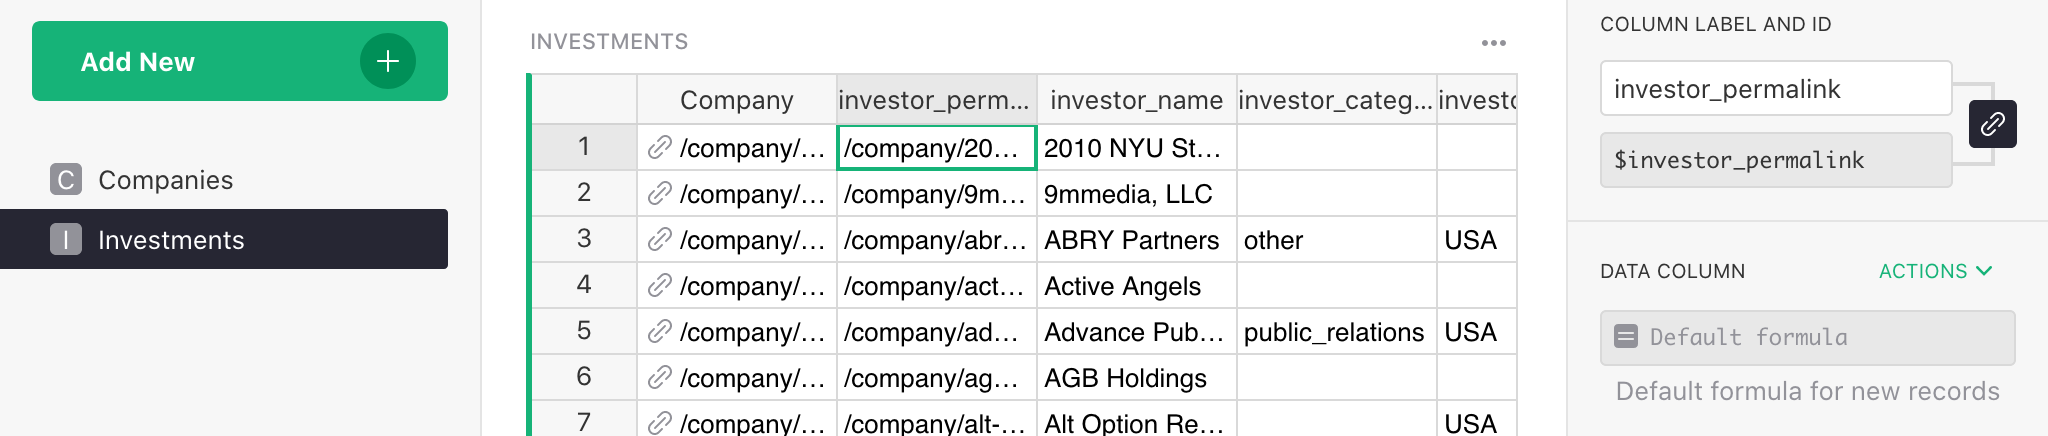 Add New
C Companies
I Investments
INVESTMENTS
Company investor_perm... investor_name investor_categ... investo
1 /company/... /company/20... 2010 NYU St...
2 /company/... /company/9m... 9mmedia, LLC
3 /company/... /company/abr... ABRY Partners other USA
4 /company/... /company/act... Active Angels
5 /company/... /company/ad... Advance Pub... public_relations USA
6 /company/... /company/ag... AGB Holdings
7 /company/... /company/alt-... Alt Option Re... USA
COLUMN LABEL AND ID
investor_permalink
$investor_permalink
DATA COLUMN ACTIONS
Default formula
Default formula for new records